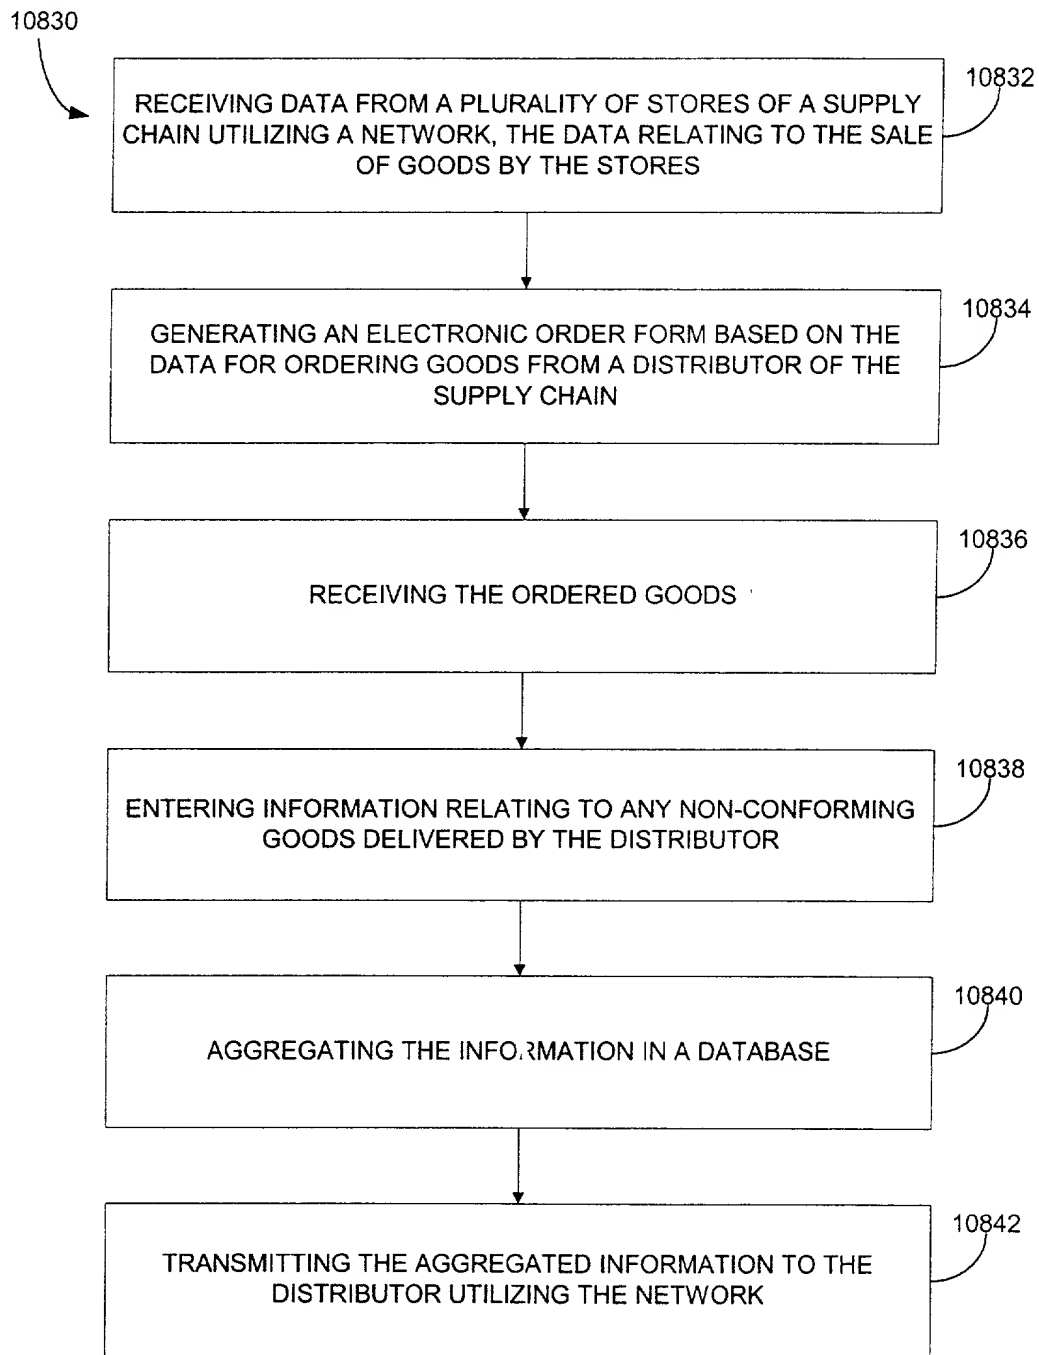 10830
10832
RECEIVING DATA FROM A PLURALITY OF STORES OF A SUPPLY
CHAIN UTILIZING A NETWORK, THE DATA RELATING TO THE SALE
OF GOODS BY THE STORES
10834
GENERATING AN ELECTRONIC ORDER FORM BASED ON THE
DATA FOR ORDERING GOODS FROM A DISTRIBUTOR OF THE
SUPPLY CHAIN
10836
RECEIVING THE ORDERED GOODS
10838
ENTERING INFORMATION RELATING TO ANY NON-CONFORMING
GOODS DELIVERED BY THE DISTRIBUTOR
10840
AGGREGATING THE INFORMATION IN A DATABASE
10842
TRANSMITTING THE AGGREGATED INFORMATION TO THE
DISTRIBUTOR UTILIZING THE NETWORK